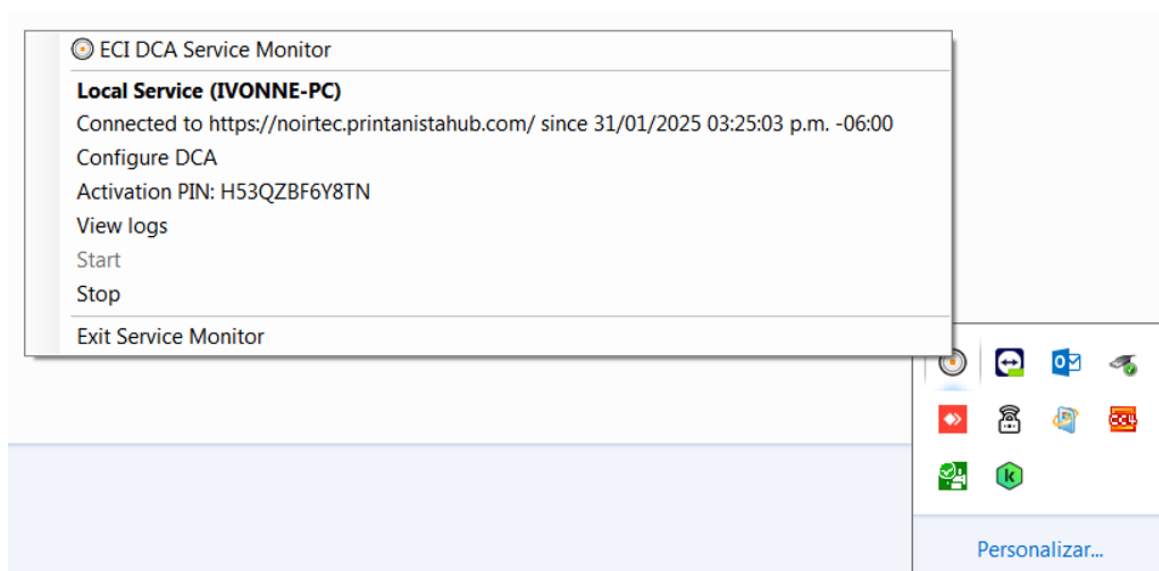 ECI DCA Service Monitor
Local Service (IVONNE-PC)
Connected to https://noirtec.printanistahub.com/ since 31/01/2025 03:25:03 p.m. -06:00
Configure DCA
Activation PIN: H53QZBF6Y8TN
View logs
Start
Stop
Exit Service Monitor
Personalizar...